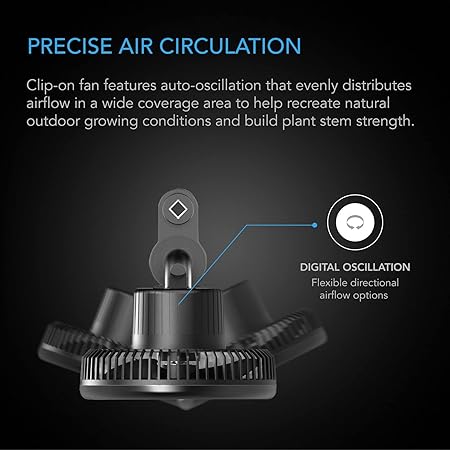 PRECISE AIR CIRCULATION
Clip-on fan features auto-oscillation that evenly distributes
airflow in a wide coverage area to help recreate natural
outdoor growing conditions and build plant stem strength.
DIGITAL OSCILLATION
Flexible directional
airflow options